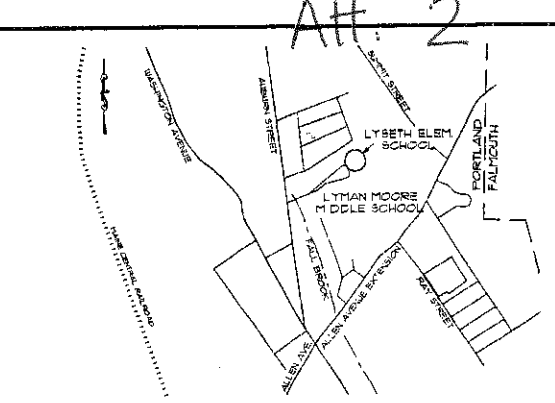 Att. 2
WASHINGTON AVENUE
AUBURN STREET
SUMMIT STREET
LYSETH ELEM.
SCHOOL
PORTLAND
FALMOUTH
LYMAN MOORE
MIDDLE SCHOOL
MAINE CENTRAL RAILROAD
FALL BROOK
ALLEN AVENUE EXTENSION
RAY STREET
ALLEN AVE.